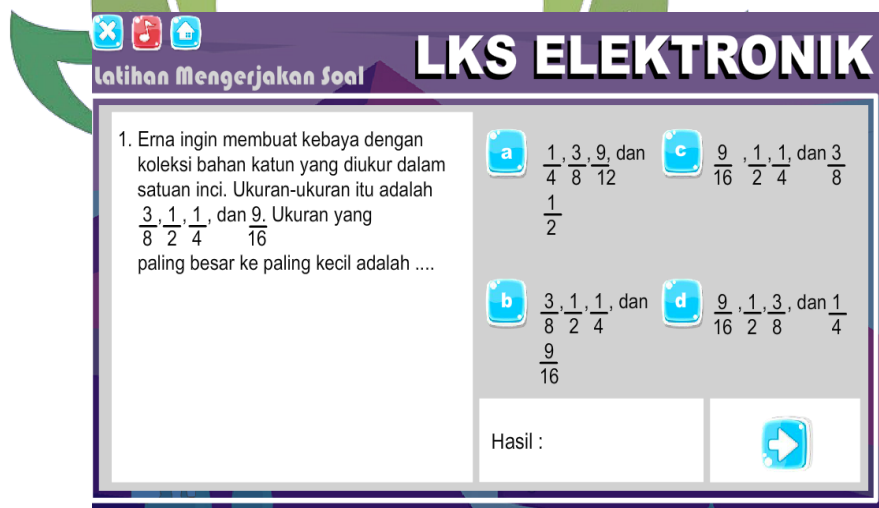 LKS ELEKTRONIK
Latihan Mengerjakan Soal
1. Erna ingin membuat kebaya dengan
koleksi bahan katun yang diukur dalam
satuan inci. Ukuran-ukuran itu adalah
3/8, 1/2, 1/4, dan 9/16. Ukuran yang
paling besar ke paling kecil adalah ....
a 1/4, 3/8, 9/12, dan
1/2
b 3/8, 1/2, 1/4, dan
9/16
c 9/16, 1/2, 1/4, dan 3/8
d 9/16, 1/2, 3/8, dan 1/4
Hasil :